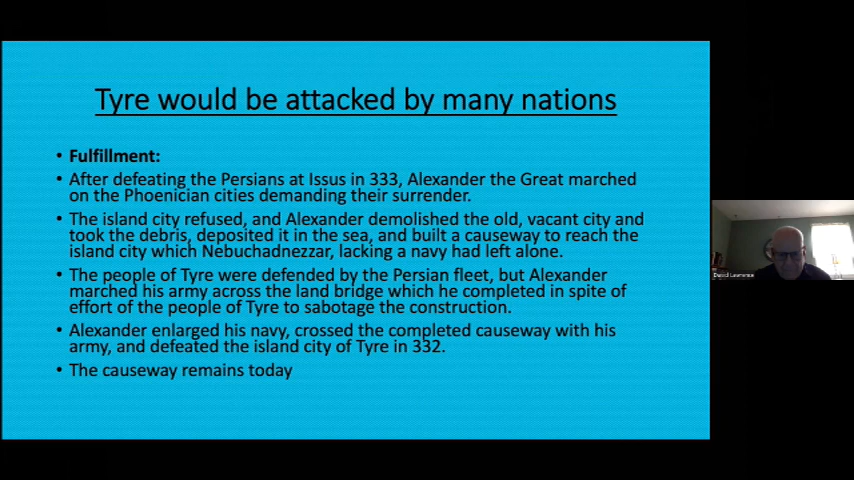 Tyre would be attacked by many nations
• Fulfillment:
• After defeating the Persians at Issus in 333, Alexander the Great marched
on the Phoenician cities demanding their surrender.
• The island city refused, and Alexander demolished the old, vacant city and
took the debris, deposited it in the sea, and built a causeway to reach the
island city which Nebuchadnezzar, lacking a navy had left alone.
• The people of Tyre were defended by the Persian fleet, but Alexander
marched his army across the land bridge which he completed in spite of
effort of the people of Tyre to sabotage the construction.
• Alexander enlarged his navy, crossed the completed causeway with his
army, and defeated the island city of Tyre in 332.
• The causeway remains today
David Lawrence